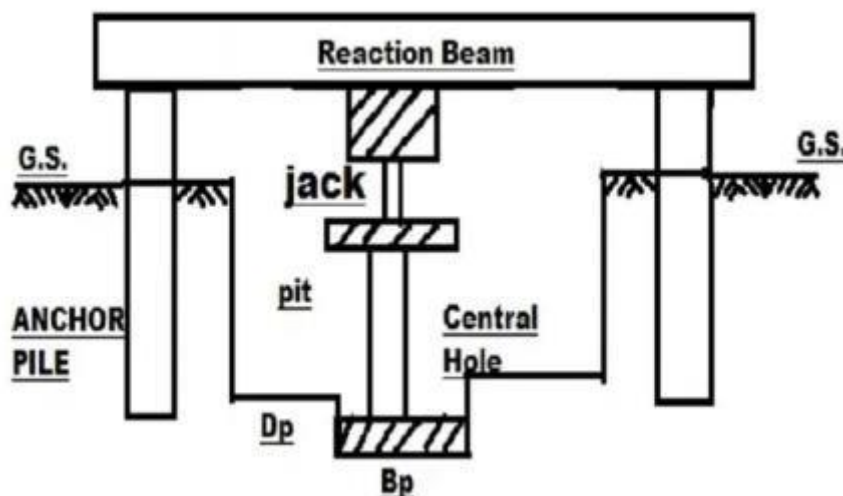 Reaction Beam
G.S.
G.S.
jack
pit
ANCHOR
PILE
Central
Hole
Dp
Bp